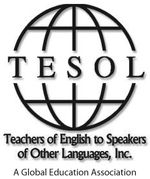 TESOL
Teachers of English to Speakers
of Other Languages, Inc.
A Global Education Association